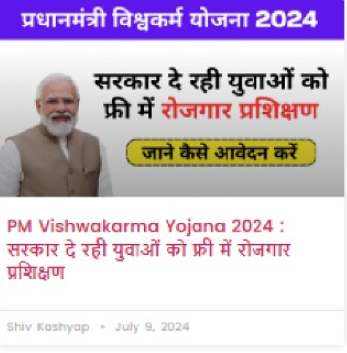 प्रधानमंत्री विश्वकर्म योजना 2024
सरकार दे रही युवाओं को
फ्री में रोजगार प्रशिक्षण
जाने कैसे आवेदन करें
PM Vishwakarma Yojana 2024 :
सरकार दे रही युवाओं को फ्री में रोजगार
प्रशिक्षण
Shiv Kashyap • July 9, 2024